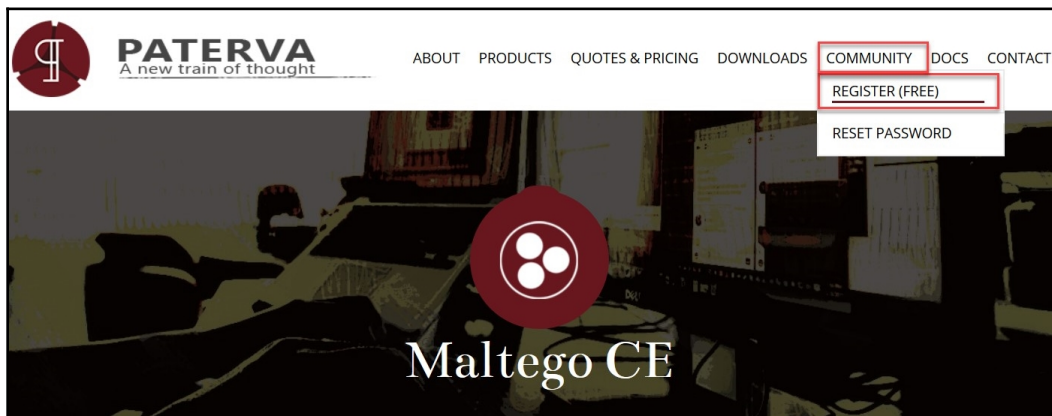 PATERVA
A new train of thought
ABOUT PRODUCTS QUOTES & PRICING DOWNLOADS COMMUNITY DOCS CONTACT
REGISTER (FREE)
RESET PASSWORD
Maltego CE